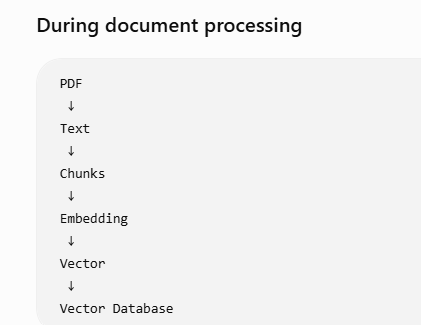 During document processing
PDF
↓
Text
↓
Chunks
↓
Embedding
↓
Vector
↓
Vector Database